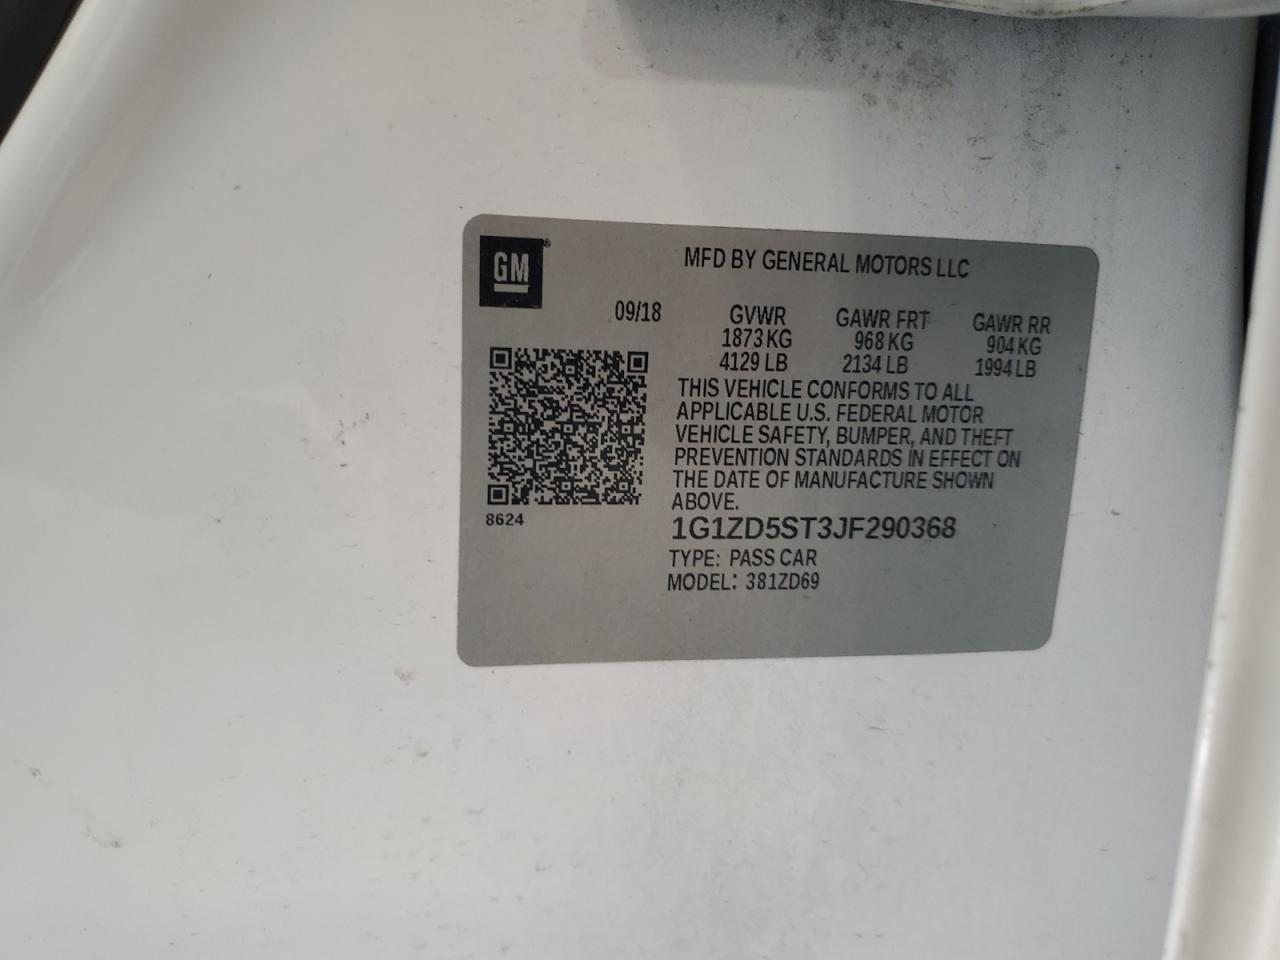 GM®
MFD BY GENERAL MOTORS LLC
09/18 GVWR GAWR FRT GAWR RR
1873 KG 968 KG 904 KG
4129 LB 2134 LB 1994 LB
THIS VEHICLE CONFORMS TO ALL
APPLICABLE U.S. FEDERAL MOTOR
VEHICLE SAFETY, BUMPER, AND THEFT
PREVENTION STANDARDS IN EFFECT ON
THE DATE OF MANUFACTURE SHOWN
ABOVE.
8624
1G1ZD5ST3JF290368
TYPE: PASS CAR
MODEL: 381ZD69